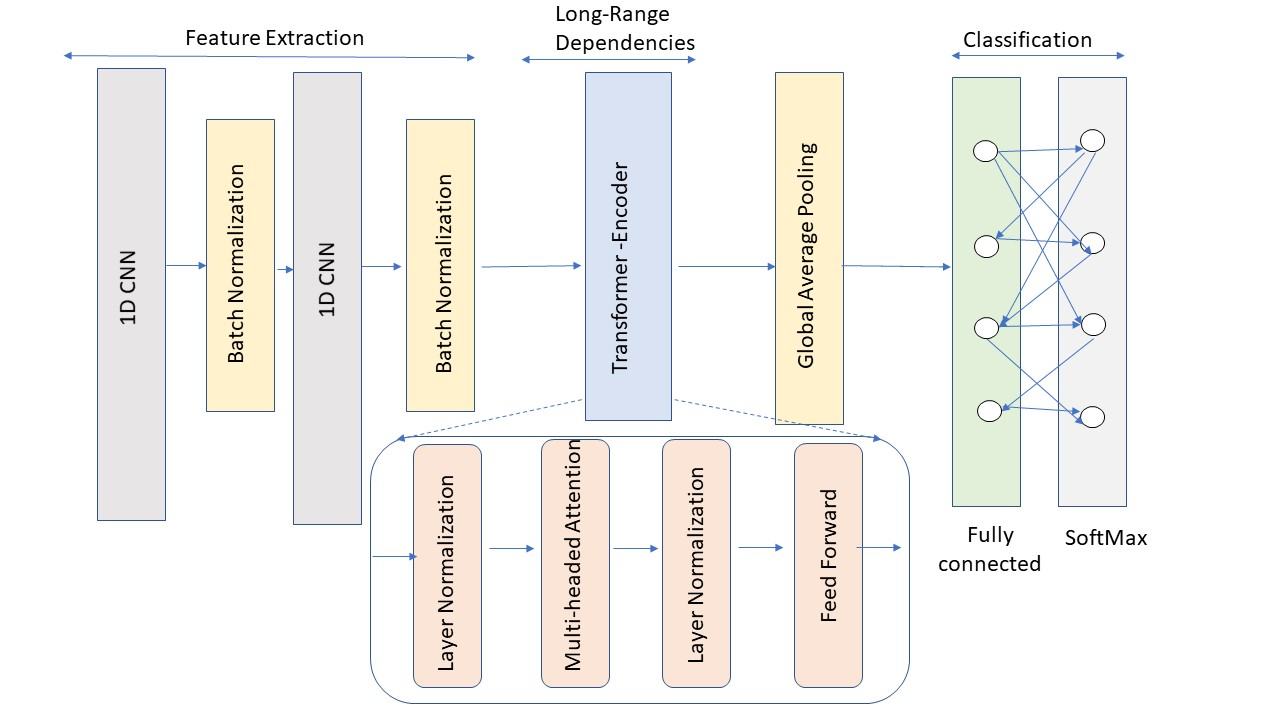 Feature Extraction
Long-Range
Dependencies
Classification
1D CNN
Batch Normalization
1D CNN
Batch Normalization
Transformer -Encoder
Global Average Pooling
Fully
connected
SoftMax
Layer Normalization
Multi-headed Attention
Layer Normalization
Feed Forward